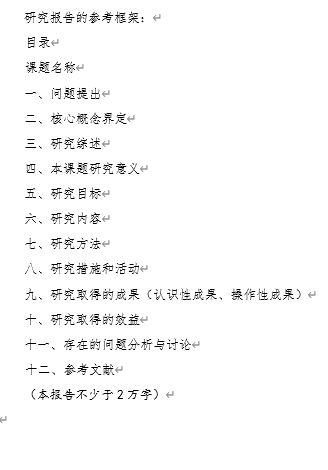 研究报告的参考框架：
目录
课题名称
一、问题提出
二、核心概念界定
三、研究综述
四、本课题研究意义
五、研究目标
六、研究内容
七、研究方法
八、研究措施和活动
九、研究取得的成果（认识性成果、操作性成果）
十、研究取得的效益
十一、存在的问题分析与讨论
十二、参考文献
（本报告不少于 2 万字）